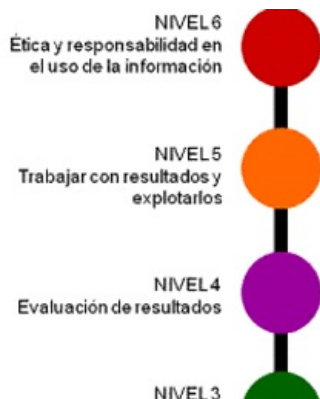 NIVEL 6
Ética y responsabilidad en
el uso de la información
NIVEL 5
Trabajar con resultados y
explotarlos
NIVEL 4
Evaluación de resultados
NIVEL 3